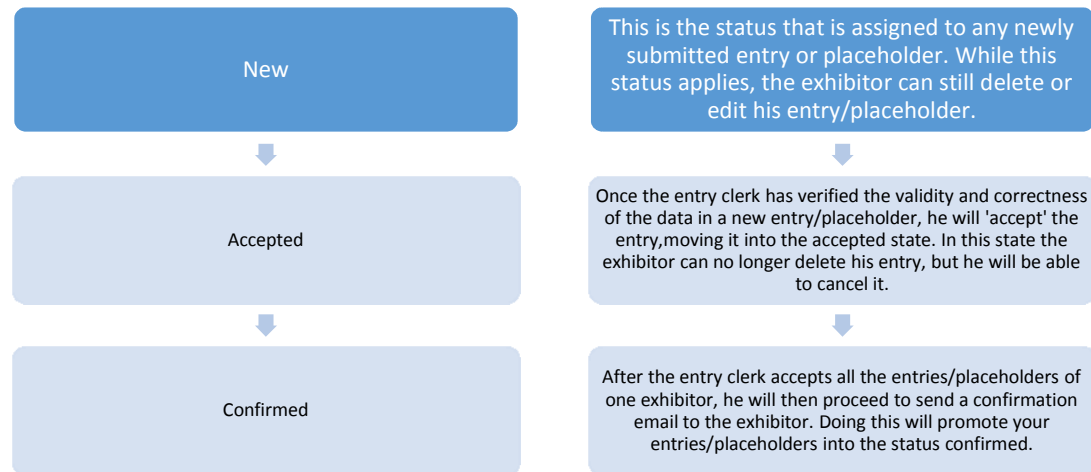 New
This is the status that is assigned to any newly
submitted entry or placeholder. While this
status applies, the exhibitor can still delete or
edit his entry/placeholder.
Accepted
Once the entry clerk has verified the validity and correctness
of the data in a new entry/placeholder, he will 'accept' the
entry,moving it into the accepted state. In this state the
exhibitor can no longer delete his entry, but he will be able
to cancel it.
Confirmed
After the entry clerk accepts all the entries/placeholders of
one exhibitor, he will then proceed to send a confirmation
email to the exhibitor. Doing this will promote your
entries/placeholders into the status confirmed.